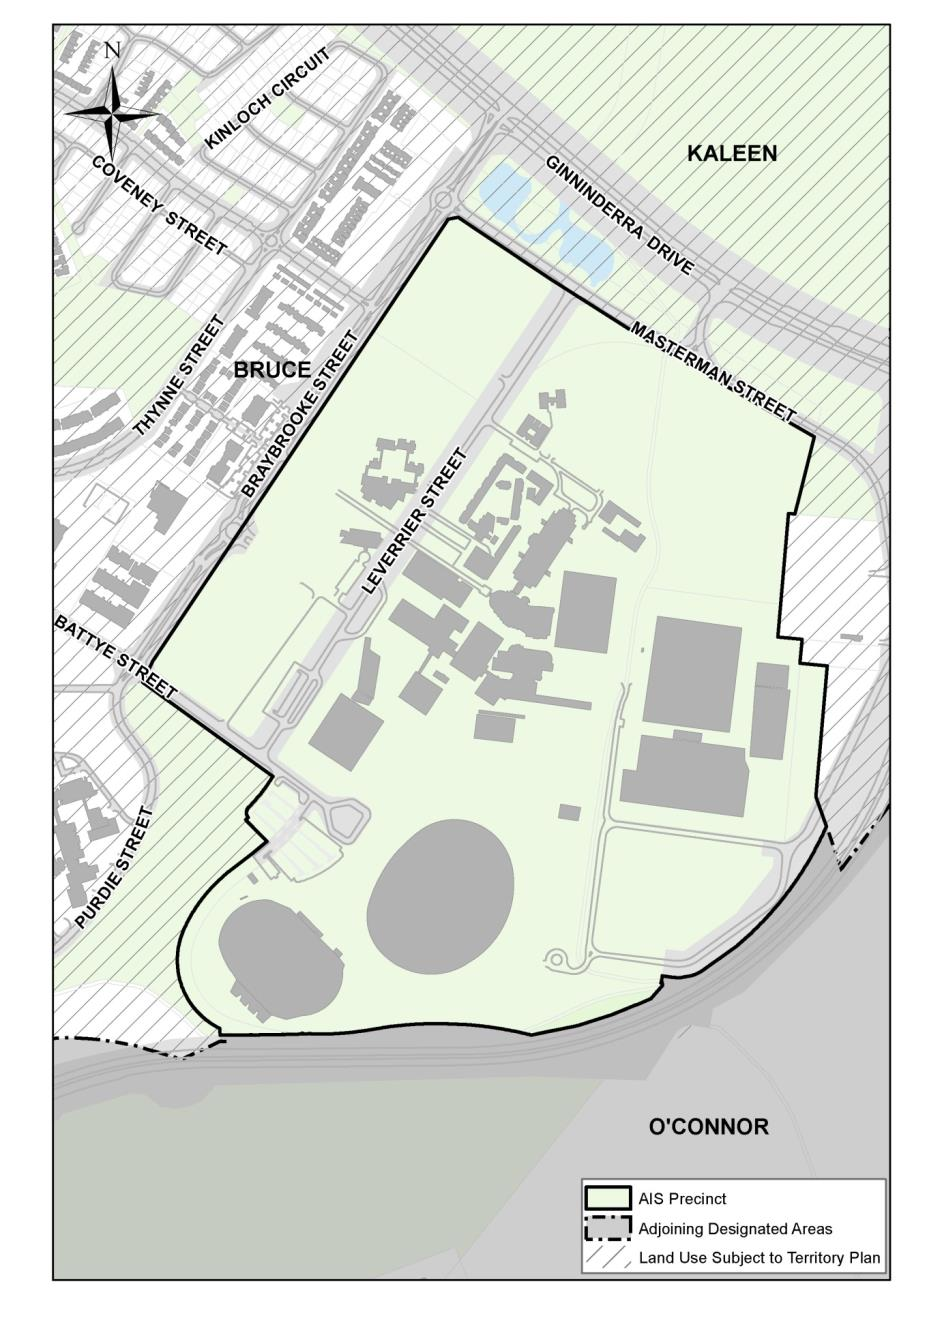 N
KINLOCH CIRCUIT
KALEEN
COVENEY STREET
GINNINDERRA DRIVE
THYNNE STREET
BRUCE
BRAYBROOKE STREET
MASTERMAN STREET
LEVERRIER STREET
BATTYE STREET
PURDIE STREET
O'CONNOR
AIS Precinct
Adjoining Designated Areas
Land Use Subject to Territory Plan